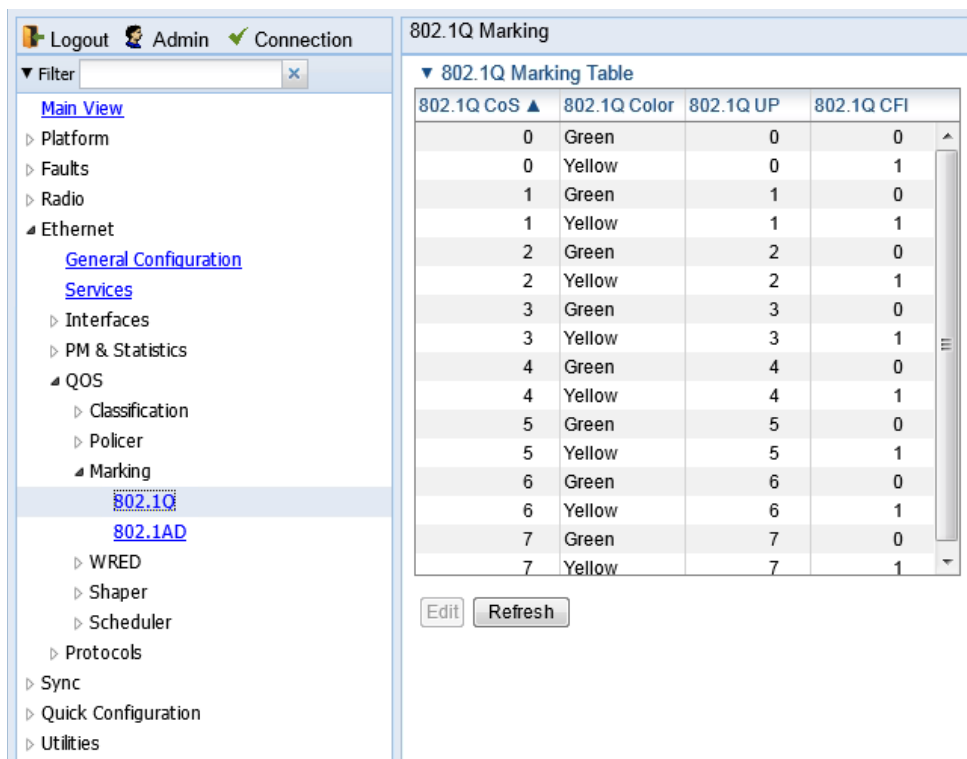 Logout Admin Connection
Filter
Main View
Platform
Faults
Radio
Ethernet
General Configuration
Services
Interfaces
PM & Statistics
QOS
Classification
Policer
Marking
802.1Q
802.1AD
WRED
Shaper
Scheduler
Protocols
Sync
Quick Configuration
Utilities
802.1Q Marking
802.1Q Marking Table
802.1Q CoS ▲ 802.1Q Color 802.1Q UP 802.1Q CFI
0 Green 0 0
0 Yellow 0 1
1 Green 1 0
1 Yellow 1 1
2 Green 2 0
2 Yellow 2 1
3 Green 3 0
3 Yellow 3 1
4 Green 4 0
4 Yellow 4 1
5 Green 5 0
5 Yellow 5 1
6 Green 6 0
6 Yellow 6 1
7 Green 7 0
7 Yellow 7 1
Edit Refresh